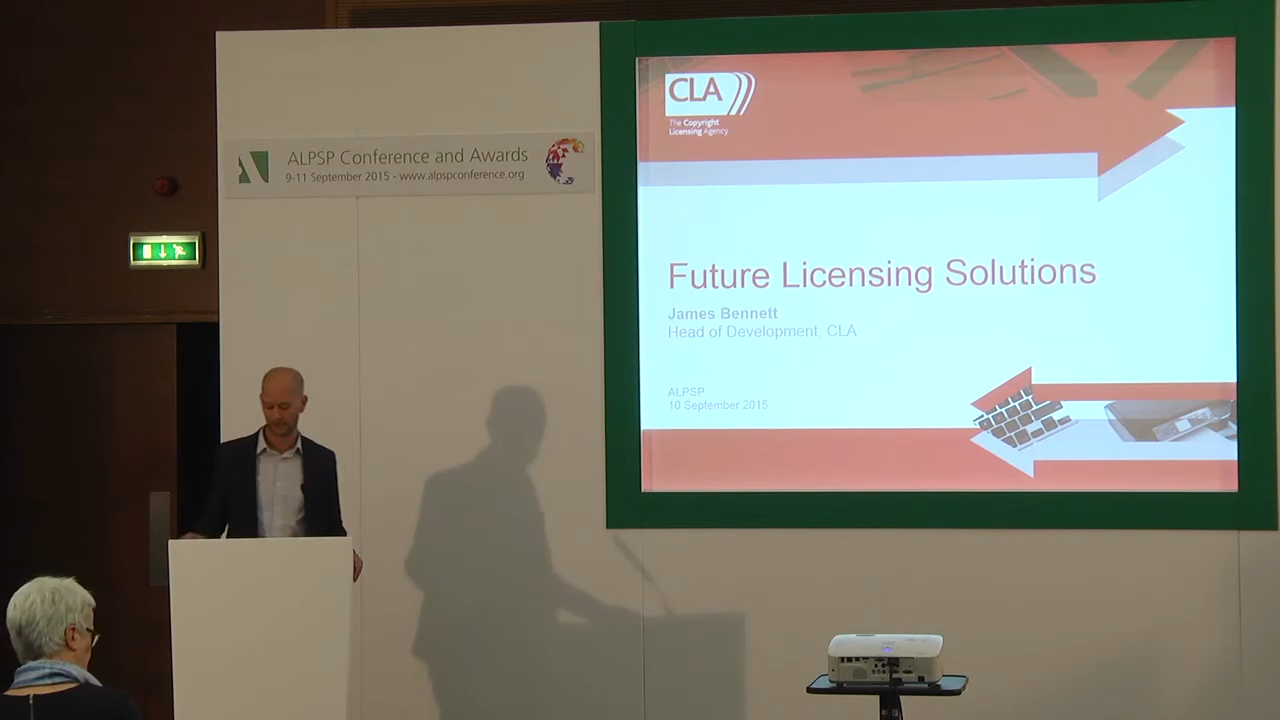 ALPSP Conference and Awards
9-11 September 2015 - www.alpspconference.org
CLA
The Copyright
Licensing Agency
Future Licensing Solutions
James Bennett
Head of Development, CLA
ALPSP
10 September 2015